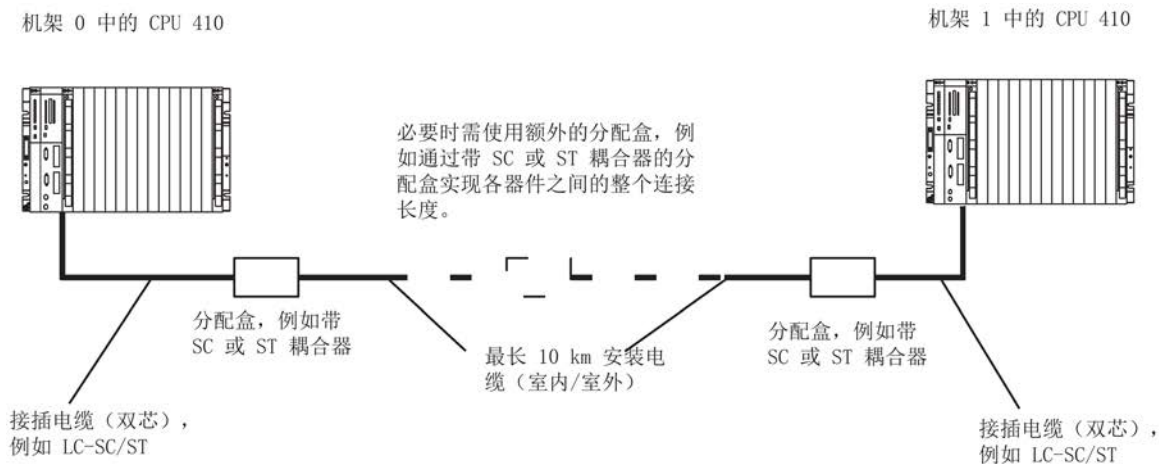 机架 0 中的 CPU 410
机架 1 中的 CPU 410
必要时需使用额外的分配盒，例
如通过带 SC 或 ST 耦合器的分
配盒实现各器件之间的整个连接
长度。
分配盒，例如带
SC 或 ST 耦合器
最长 10 km 安装电
缆（室内/室外）
分配盒，例如带
SC 或 ST 耦合器
接插电缆（双芯），
例如 LC-SC/ST
接插电缆（双芯），
例如 LC-SC/ST